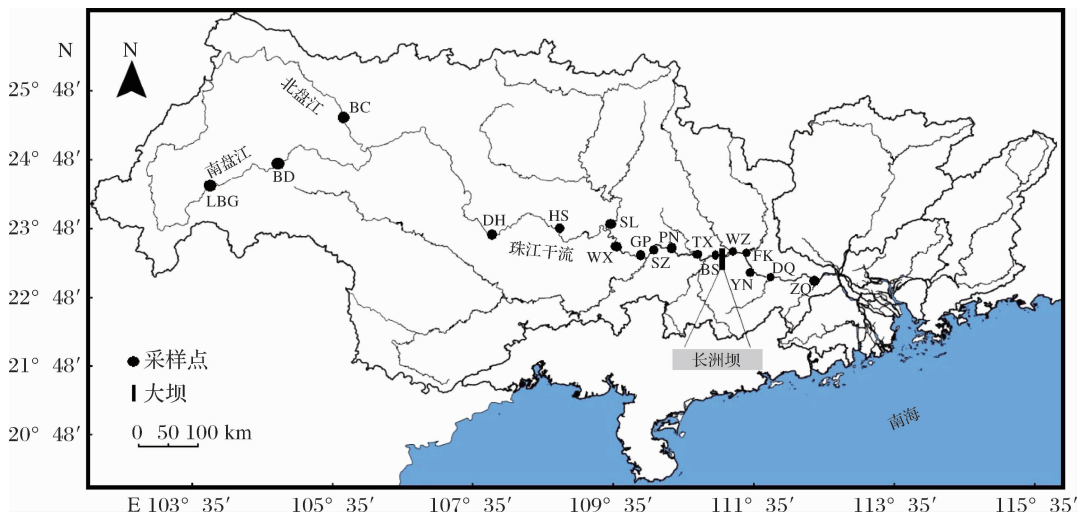 N
N
25° 48′
24° 48′
23° 48′
22° 48′
21° 48′
20° 48′
北盘江
BC
南盘江
BD
LBG
DH
HS
SL
珠江干流
WX
GP
SZ
PN
TX
BS
WZ
FK
YN
DQ
ZQ
长洲坝
采样点
大坝
0 50 100 km
南海
E 103° 35′
105° 35′
107° 35′
109° 35′
111° 35′
113° 35′
115° 35′